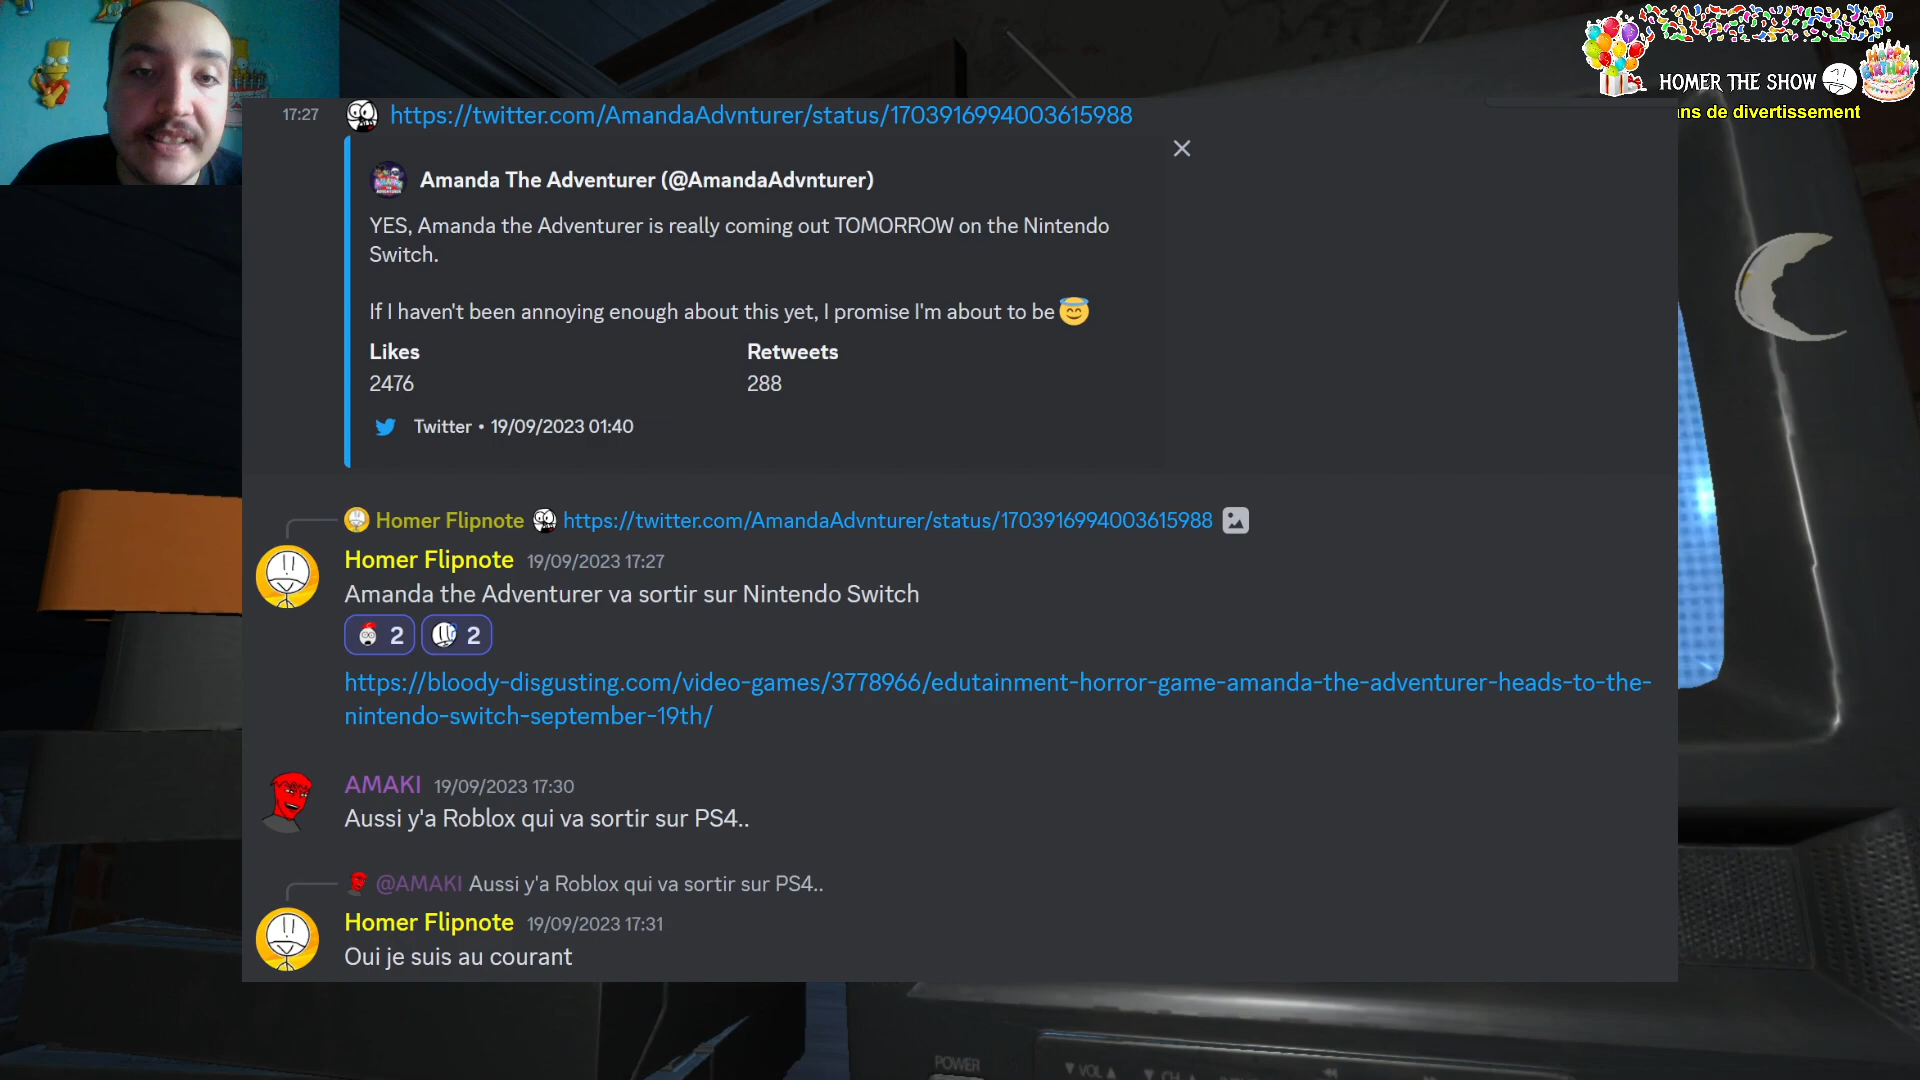 HOMER THE SHOW
ns de divertissement
17:27 https://twitter.com/AmandaAdvnturer/status/1703916994003615988
Amanda The Adventurer (@AmandaAdvnturer)
YES, Amanda the Adventurer is really coming out TOMORROW on the Nintendo
Switch.
If I haven't been annoying enough about this yet, I promise I'm about to be
Likes Retweets
2476 288
Twitter • 19/09/2023 01:40
Homer Flipnote https://twitter.com/AmandaAdvnturer/status/1703916994003615988
Homer Flipnote 19/09/2023 17:27
Amanda the Adventurer va sortir sur Nintendo Switch
2 2
https://bloody-disgusting.com/video-games/3778966/edutainment-horror-game-amanda-the-adventurer-heads-to-the-
nintendo-switch-september-19th/
AMAKI 19/09/2023 17:30
Aussi y'a Roblox qui va sortir sur PS4..
@AMAKI Aussi y'a Roblox qui va sortir sur PS4..
Homer Flipnote 19/09/2023 17:31
Oui je suis au courant
POWER
VOL CH